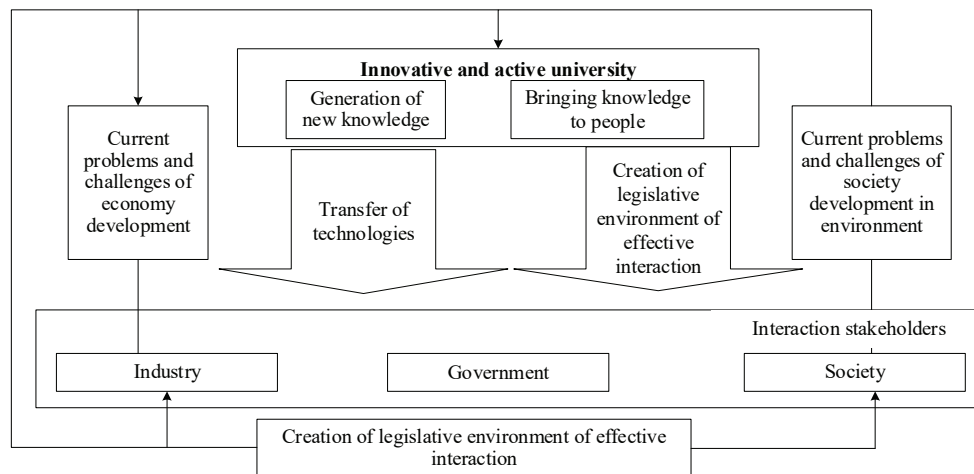 Innovative and active university
Generation of
new knowledge
Bringing knowledge
to people
Current
problems and
challenges of
economy
development
Transfer of
technologies
Creation of
legislative
environment of
effective
interaction
Current problems
and challenges of
society
development in
environment
Interaction stakeholders
Industry
Government
Society
Creation of legislative environment of effective
interaction